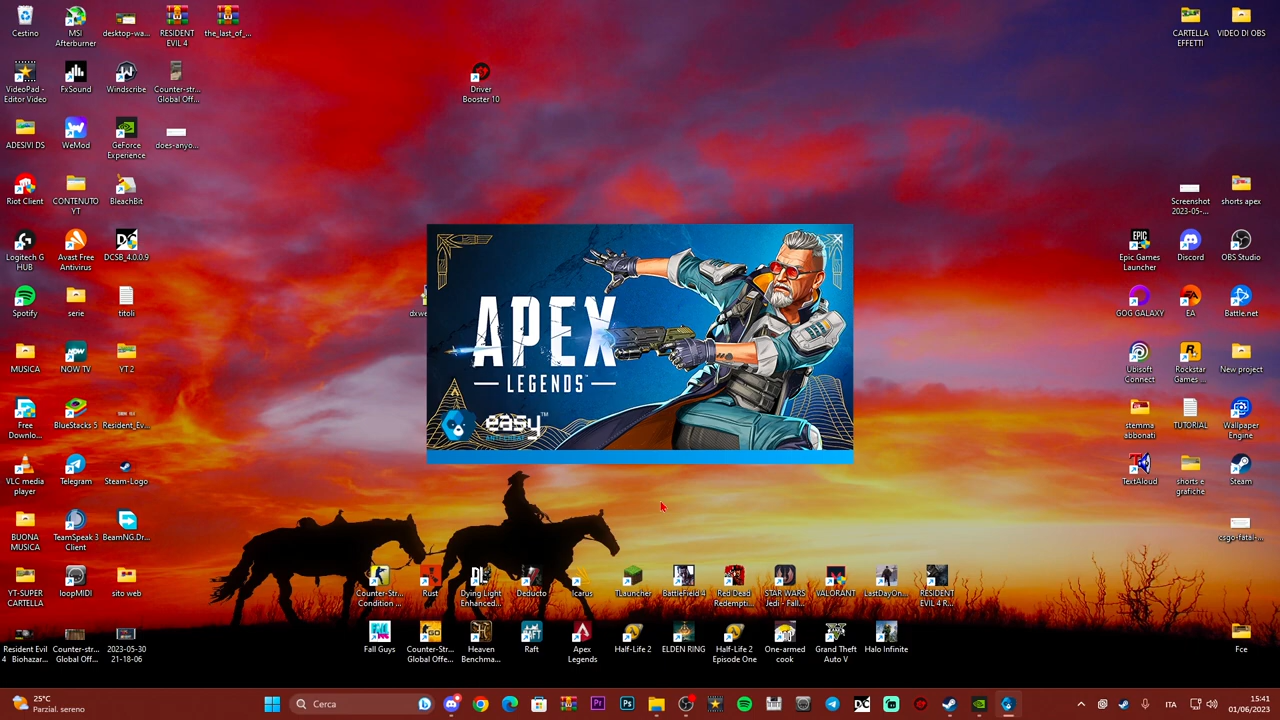 Cestino
MSI
Afterburner
desktop-wa...
RESIDENT
EVIL 4
the_last_of_...
CARTELLA
EFFETTI
VIDEO DI OBS
VideoPad -
Editor Video
FxSound
Windscribe
Counter-str...
Global Off...
Driver
Booster 10
ADESIVI DS
WeMod
GeForce
Experience
does-anyo...
Riot Client
CONTENUTO
YT
BleachBit
Screenshot
2023-05-...
shorts apex
Logitech G
HUB
Avast Free
Antivirus
DCSB_4.0.0.9
EPIC
Epic Games
Launcher
Discord
OBS Studio
Spotify
serie
titoli
dxwe
GOG GALAXY
EA
Battle.net
APEX
LEGENDS™
easy™
ANTICHEAT
MUSICA
NOW TV
YT 2
Ubisoft
Connect
Rockstar
Games ...
New project
Free
Downlo...
BlueStacks 5
Resident_Ev...
stemma
abbonati
TUTORIAL
Wallpaper
Engine
VLC media
player
Telegram
Steam-Logo
TextAloud
shorts e
grafiche
Steam
BUONA
MUSICA
TeamSpeak 3
Client
BeamNG.Dr...
csgo-fatal-...
YT-SUPER
CARTELLA
loopMIDI
sito web
Counter-Str...
Condition ...
Rust
Dying Light
Enhanced...
Deducto
Icarus
TLauncher
Battlefield 4
Red Dead
Redempti...
STAR WARS
Jedi - Fall...
VALORANT
LastDayOn...
RESIDENT
EVIL 4 R...
Resident Evil
4 Biohazar...
Counter-str...
Global Off...
2023-05-30
21-18-06
Fall Guys
Counter-Str...
Global Offe...
Heaven
Benchma...
Raft
Apex
Legends
Half-Life 2
ELDEN RING
Half-Life 2
Episode One
One-armed
cook
Grand Theft
Auto V
Halo Infinite
Fce
25°C
Parzial. sereno
Cerca
ITA
15:41
01/06/2023